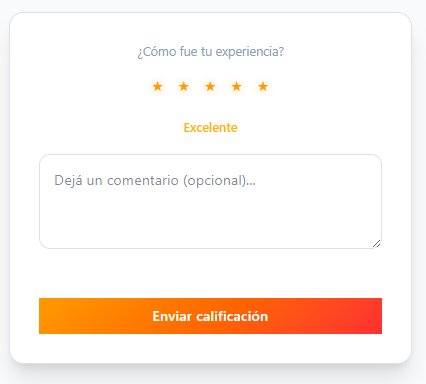 ¿Cómo fue tu experiencia?
★ ★ ★ ★ ★
Excelente
Dejá un comentario (opcional)...
Enviar calificación